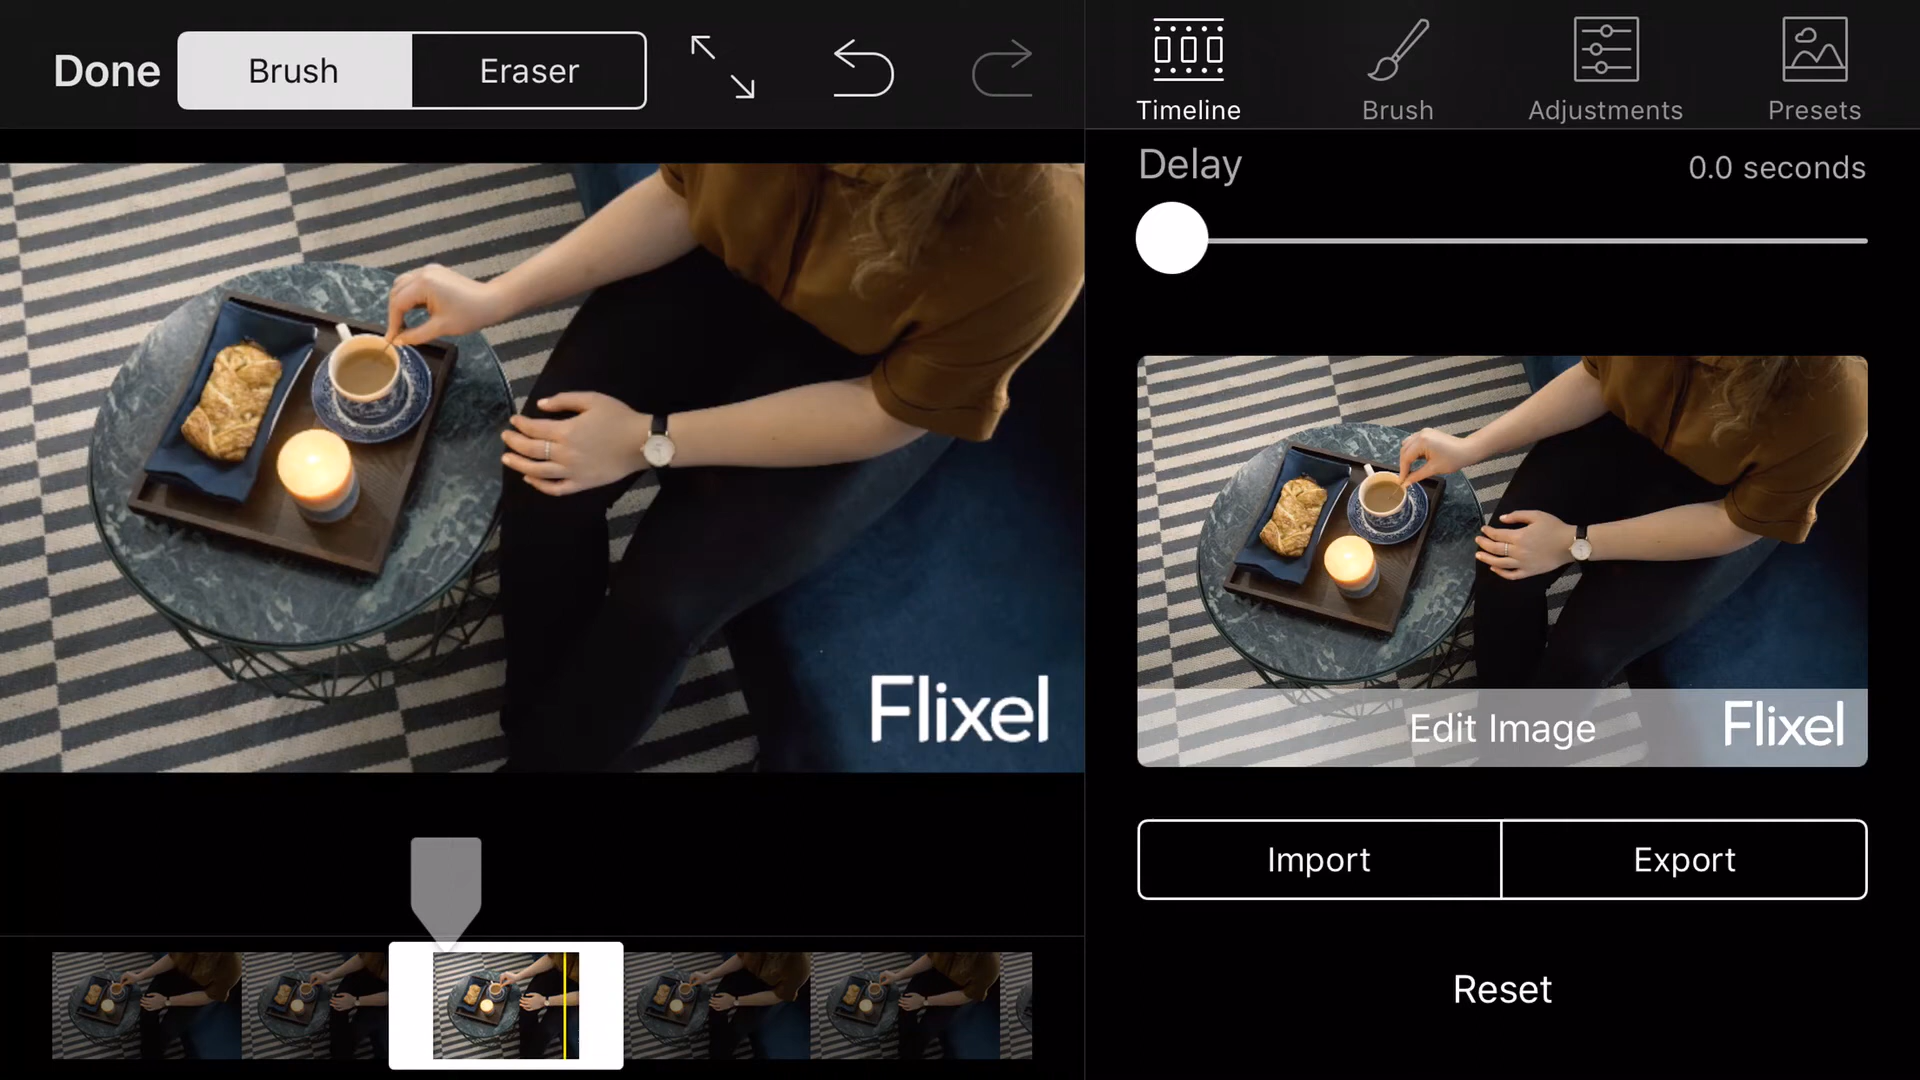 Done
Brush
Eraser
Timeline
Brush
Adjustments
Presets
Delay
0.0 seconds
Flixel
Edit Image
Flixel
Import
Export
Reset